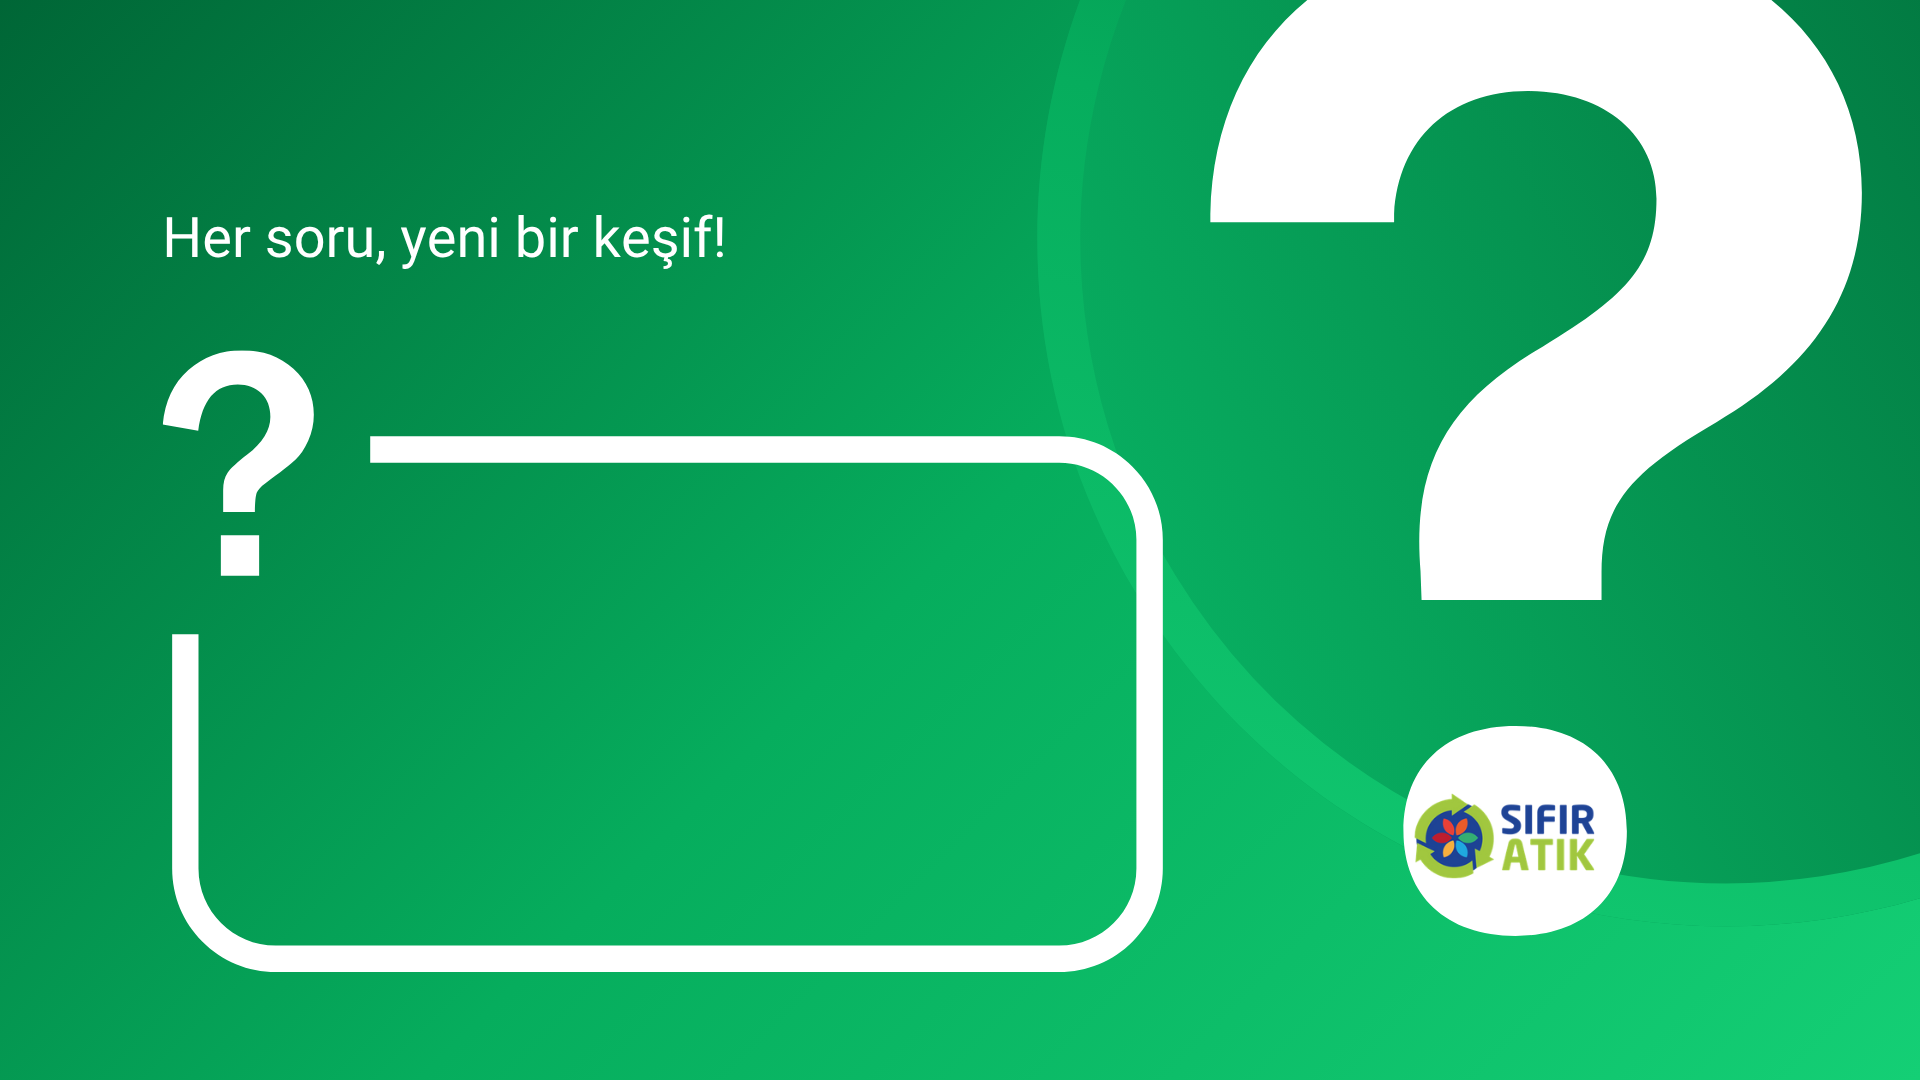 Her soru, yeni bir keşif!
?
?
SIFIR
ATIK